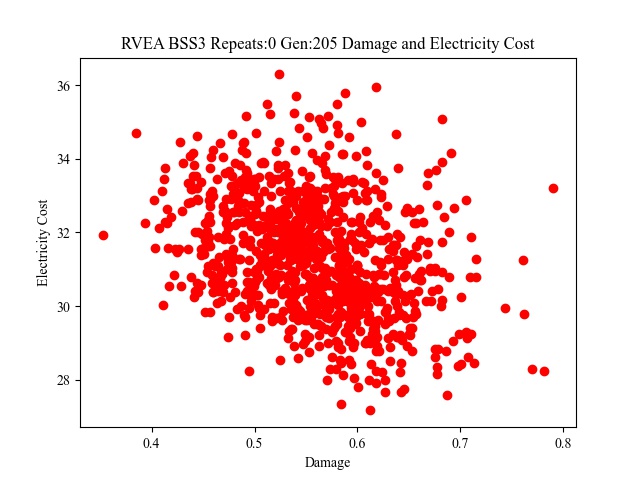 RVEA BSS3 Repeats:0 Gen:205 Damage and Electricity Cost
36
34
32
30
28
Electricity Cost
0.4 0.5 0.6 0.7 0.8
Damage